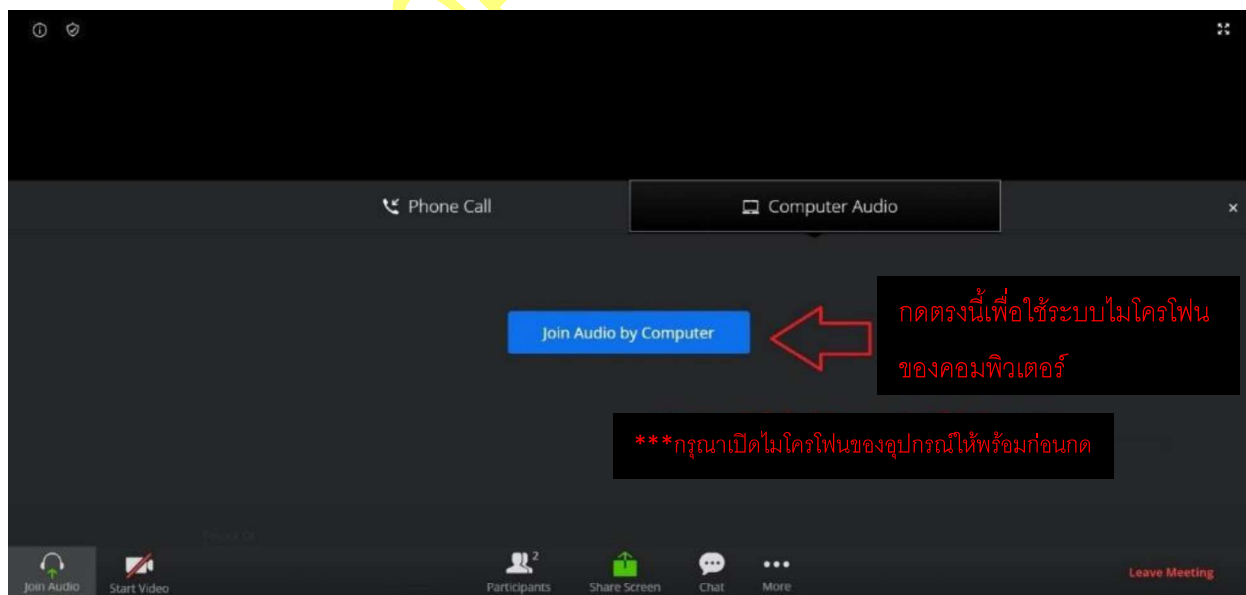 Phone Call
Computer Audio
Join Audio by Computer
กดตรงนี้เพื่อใช้ระบบไมโครโฟน
ของคอมพิวเตอร์
***กรุณาเปิดไมโครโฟนของอุปกรณ์ให้พร้อมก่อนกด
Join Audio
Start Video
2
Participants
Share Screen
Chat
More
Leave Meeting